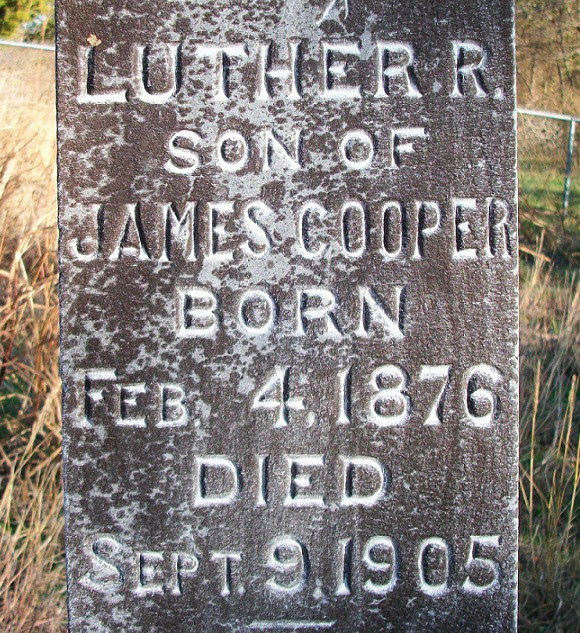 LUTHER.R.
SON OF
JAMES COOPER
BORN
FEB. 4, 1876
DIED
SEPT. 9, 1905